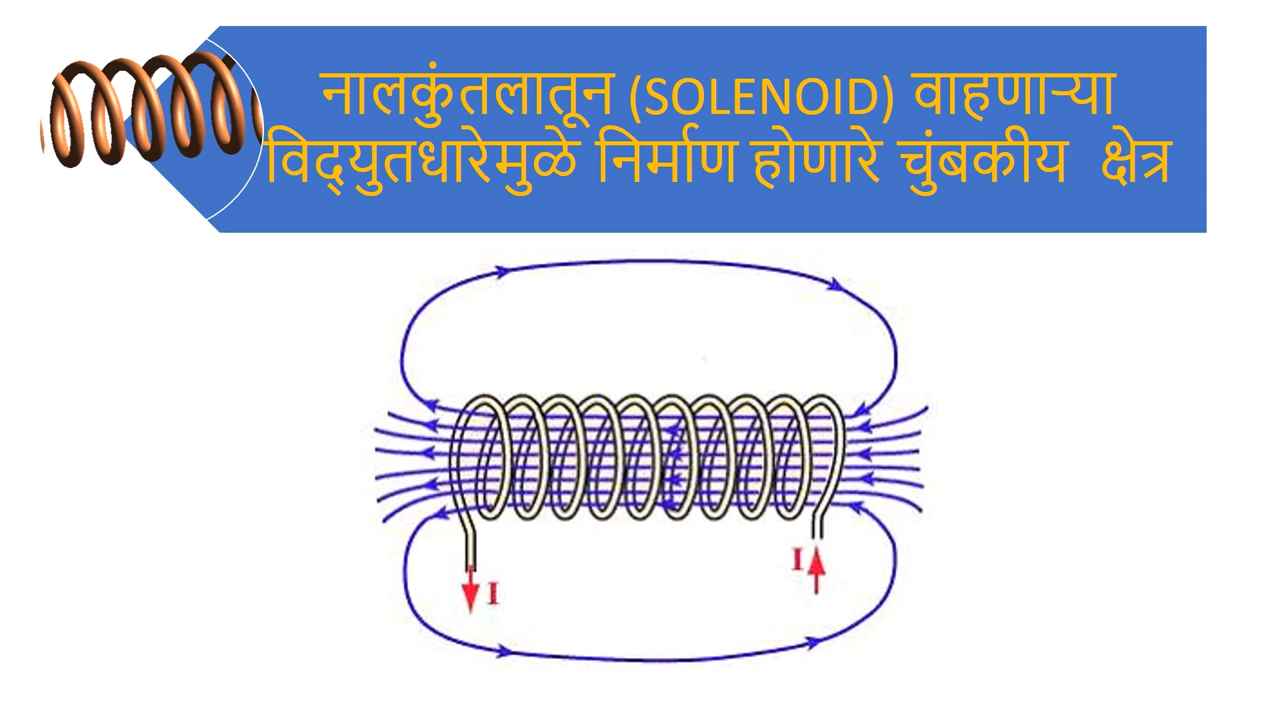 नालकुंतलातून (SOLENOID) वाहणाऱ्या
विद्‌युतधारेमुळे निर्माण होणारे चुंबकीय क्षेत्र
I
I